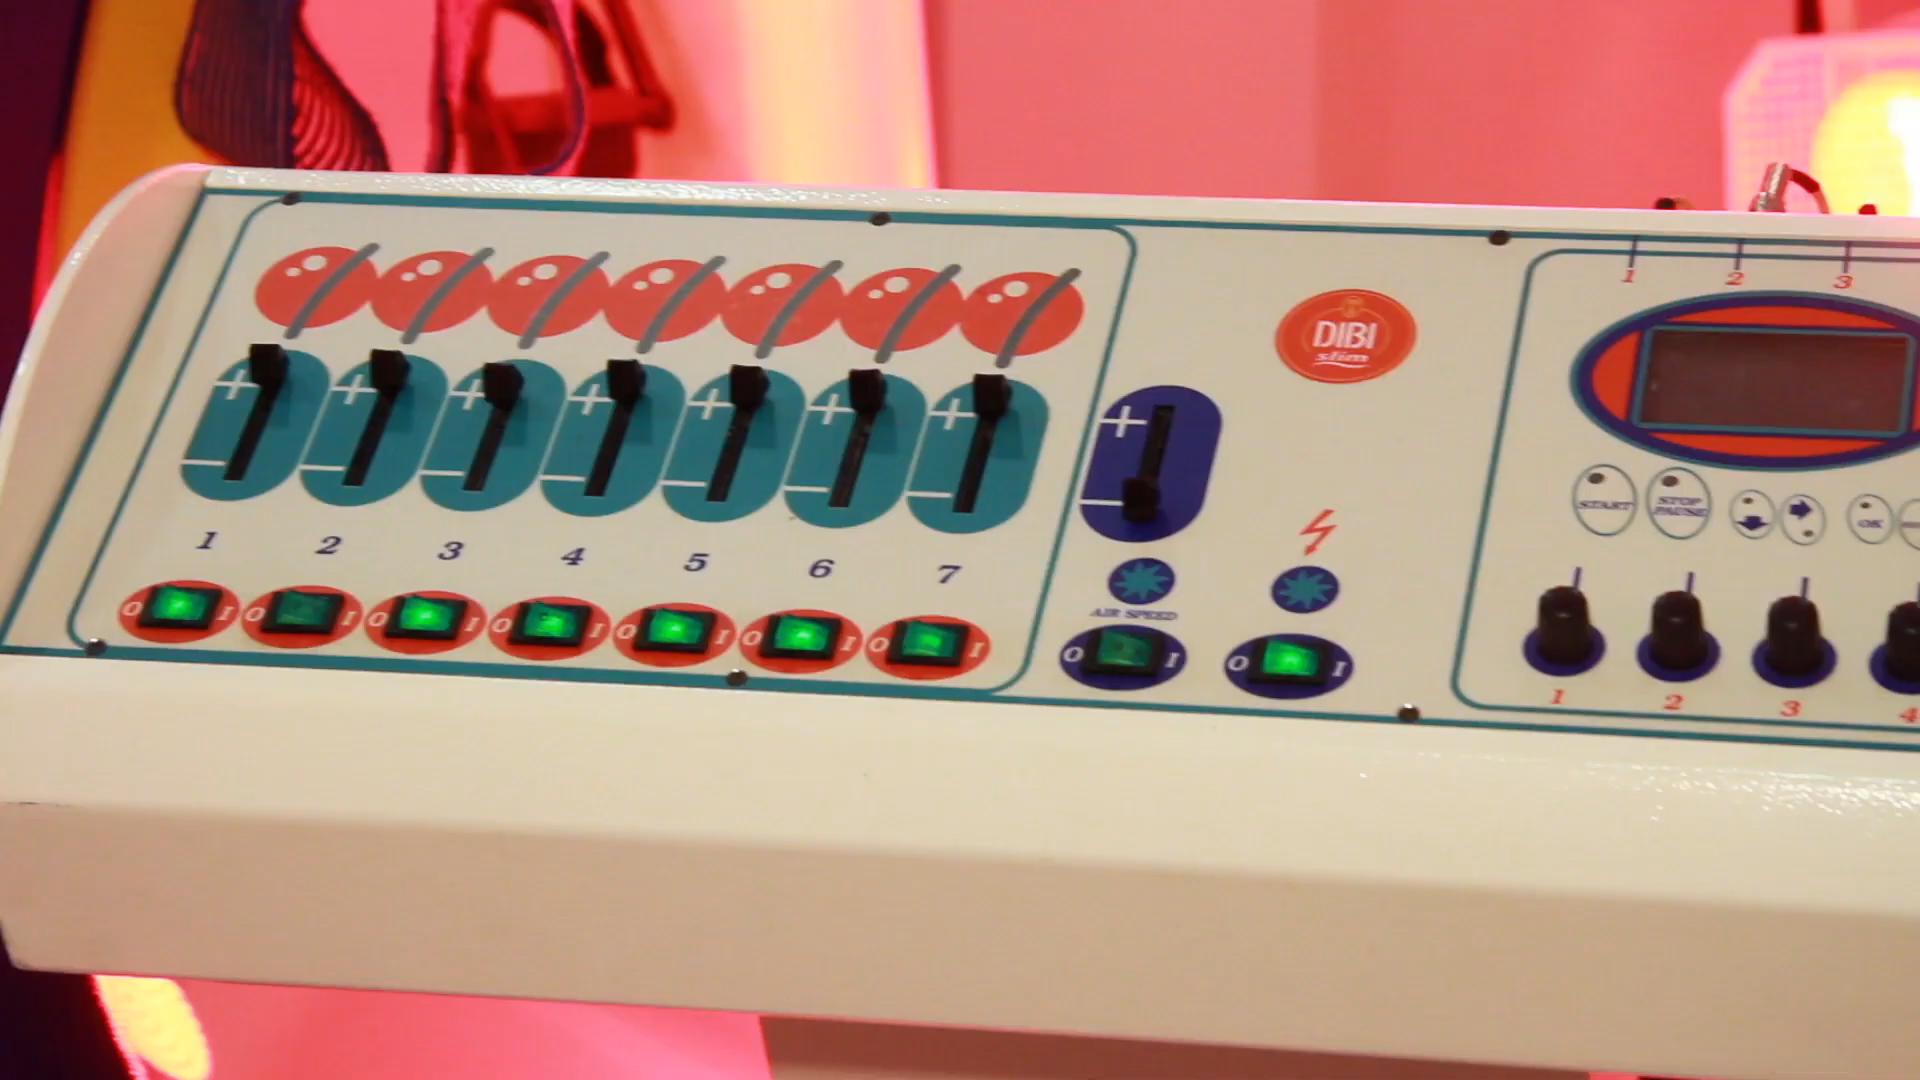 1 2 3
DIBI
slim
+ + + + + + + +
- - - - - - - -
START
STOP
PAUSE
OK
1 2 3 4 5 6 7
AIR SPEED
O I O I O I O I O I O I O I O I O I
1 2 3 4